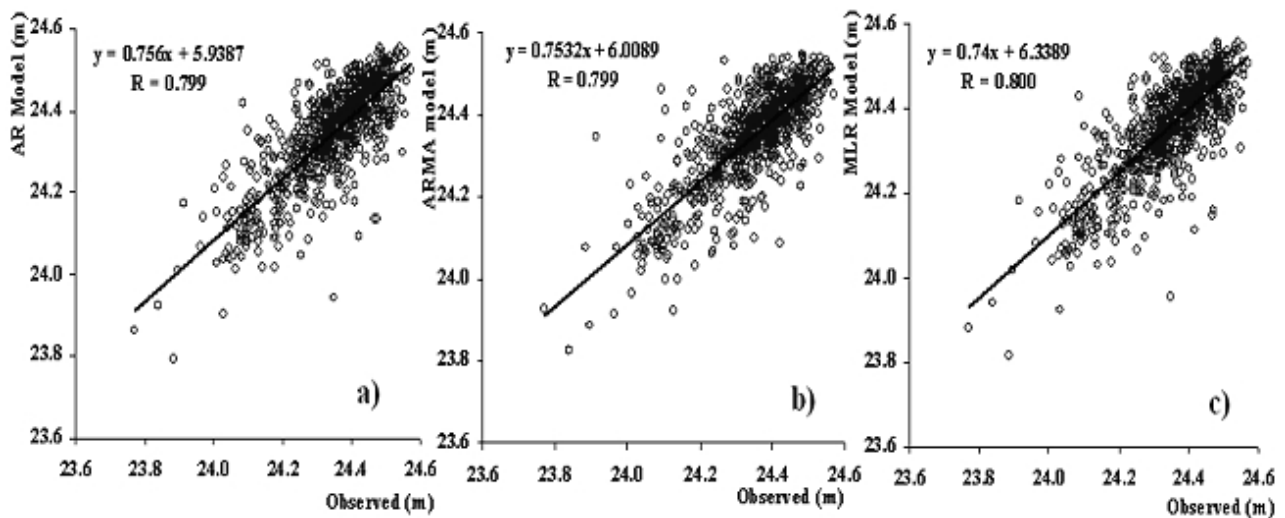 AR Model (m)
24.6
24.4
24.2
24.0
23.8
23.6
y = 0.756x + 5.9387
R = 0.799
a)
23.6 23.8 24.0 24.2 24.4 24.6
Observed (m)
ARMA model (m)
24.6
24.4
24.2
24.0
23.8
23.6
y = 0.7532x + 6.0089
R = 0.799
b)
23.6 23.8 24.0 24.2 24.4 24.6
Observed (m)
MLR Model (m)
24.6
24.4
24.2
24.0
23.8
23.6
y = 0.74x + 6.3389
R = 0.800
c)
23.6 23.8 24.0 24.2 24.4 24.6
Observed (m)